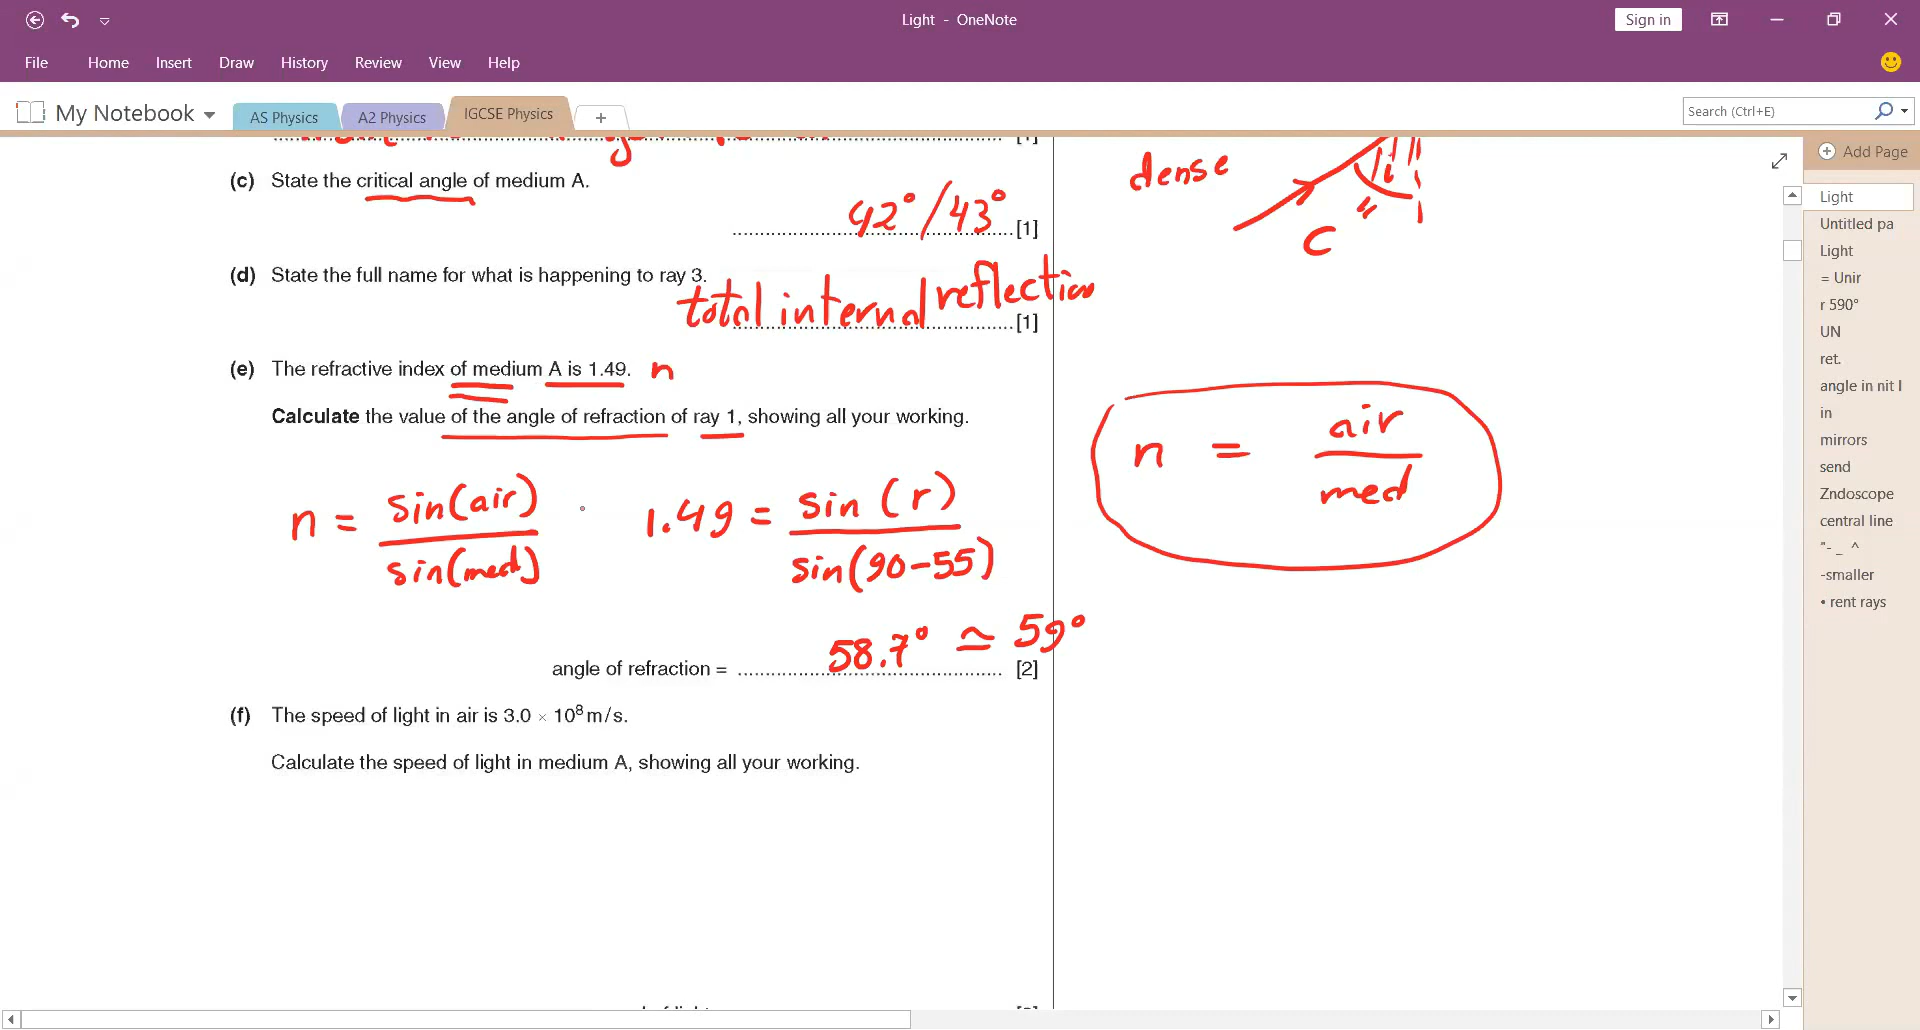 Light - OneNote
Sign in
File Home Insert Draw History Review View Help
My Notebook
AS Physics
A2 Physics
IGCSE Physics
+
Search (Ctrl+E)
Add Page
[1]
(c) State the critical angle of medium A.
42° / 43°
[1]
(d) State the full name for what is happening to ray 3.
total internal reflection
[1]
(e) The refractive index of medium A is 1.49. n
Calculate the value of the angle of refraction of ray 1, showing all your working.
n = sin(air) / sin(med)
1.49 = sin (r) / sin(90-55)
58.7° ≃ 59°
angle of refraction = [2]
(f) The speed of light in air is 3.0 × 10⁸ m/s.
Calculate the speed of light in medium A, showing all your working.
dense
i
C
n = air / med
Light
Untitled pa
Light
= Unir
r 590°
UN
ret.
angle in nit I
in
mirrors
send
Zndoscope
central line
"- _ ^
-smaller
• rent rays